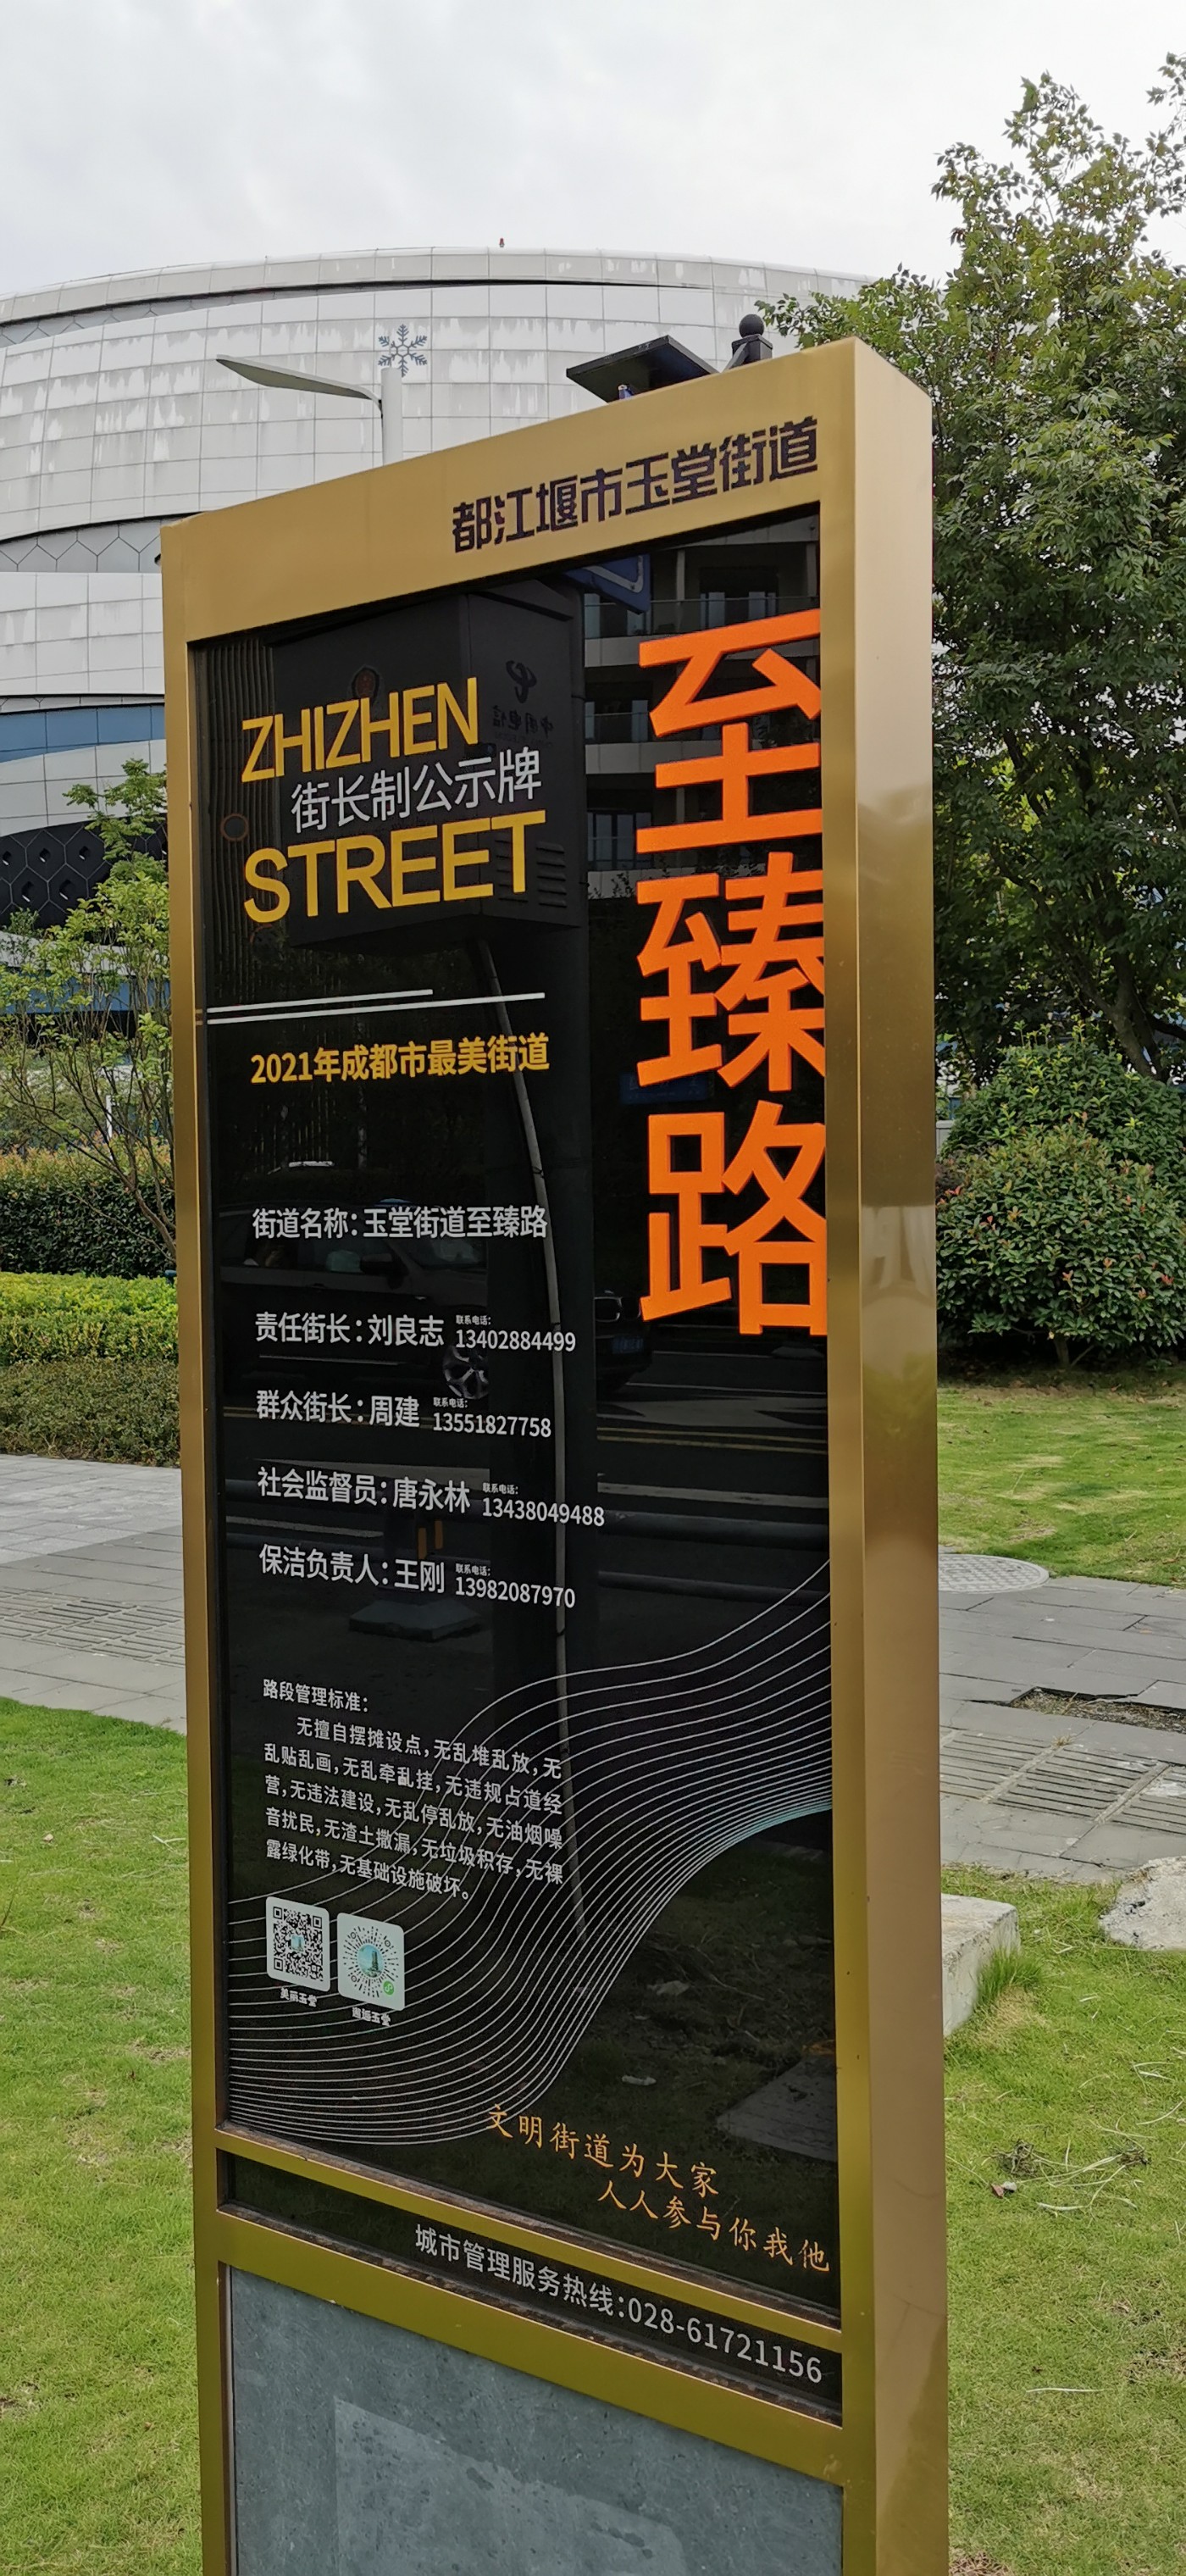 都江堰市玉堂街道
至臻路
ZHIZHEN
街长制公示牌
STREET
2021年成都市最美街道
街道名称：玉堂街道至臻路
责任街长：刘良志 联系电话：13402884499
群众街长：周建 联系电话：13551827758
社会监督员：唐永林 联系电话：13438049488
保洁负责人：王刚 联系电话：13982087970
路段管理标准：
无擅自摆摊设点，无乱堆乱放，无
乱贴乱画，无乱牵乱挂，无违规占道经
营，无违法建设，无乱停乱放，无油烟噪
音扰民，无渣土撒漏，无垃圾积存，无裸
露绿化带，无基础设施破坏。
美丽玉堂
文明街道为大家
人人参与你我他
城市管理服务热线：028-61721156